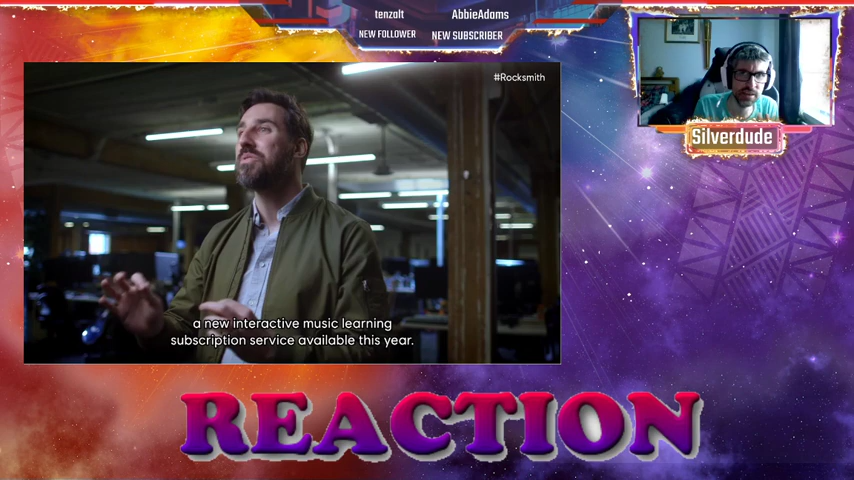 tenzalt AbbieAdams
NEW FOLLOWER NEW SUBSCRIBER
#Rocksmith
Silverdude
a new interactive music learning
subscription service available this year.
REACTION